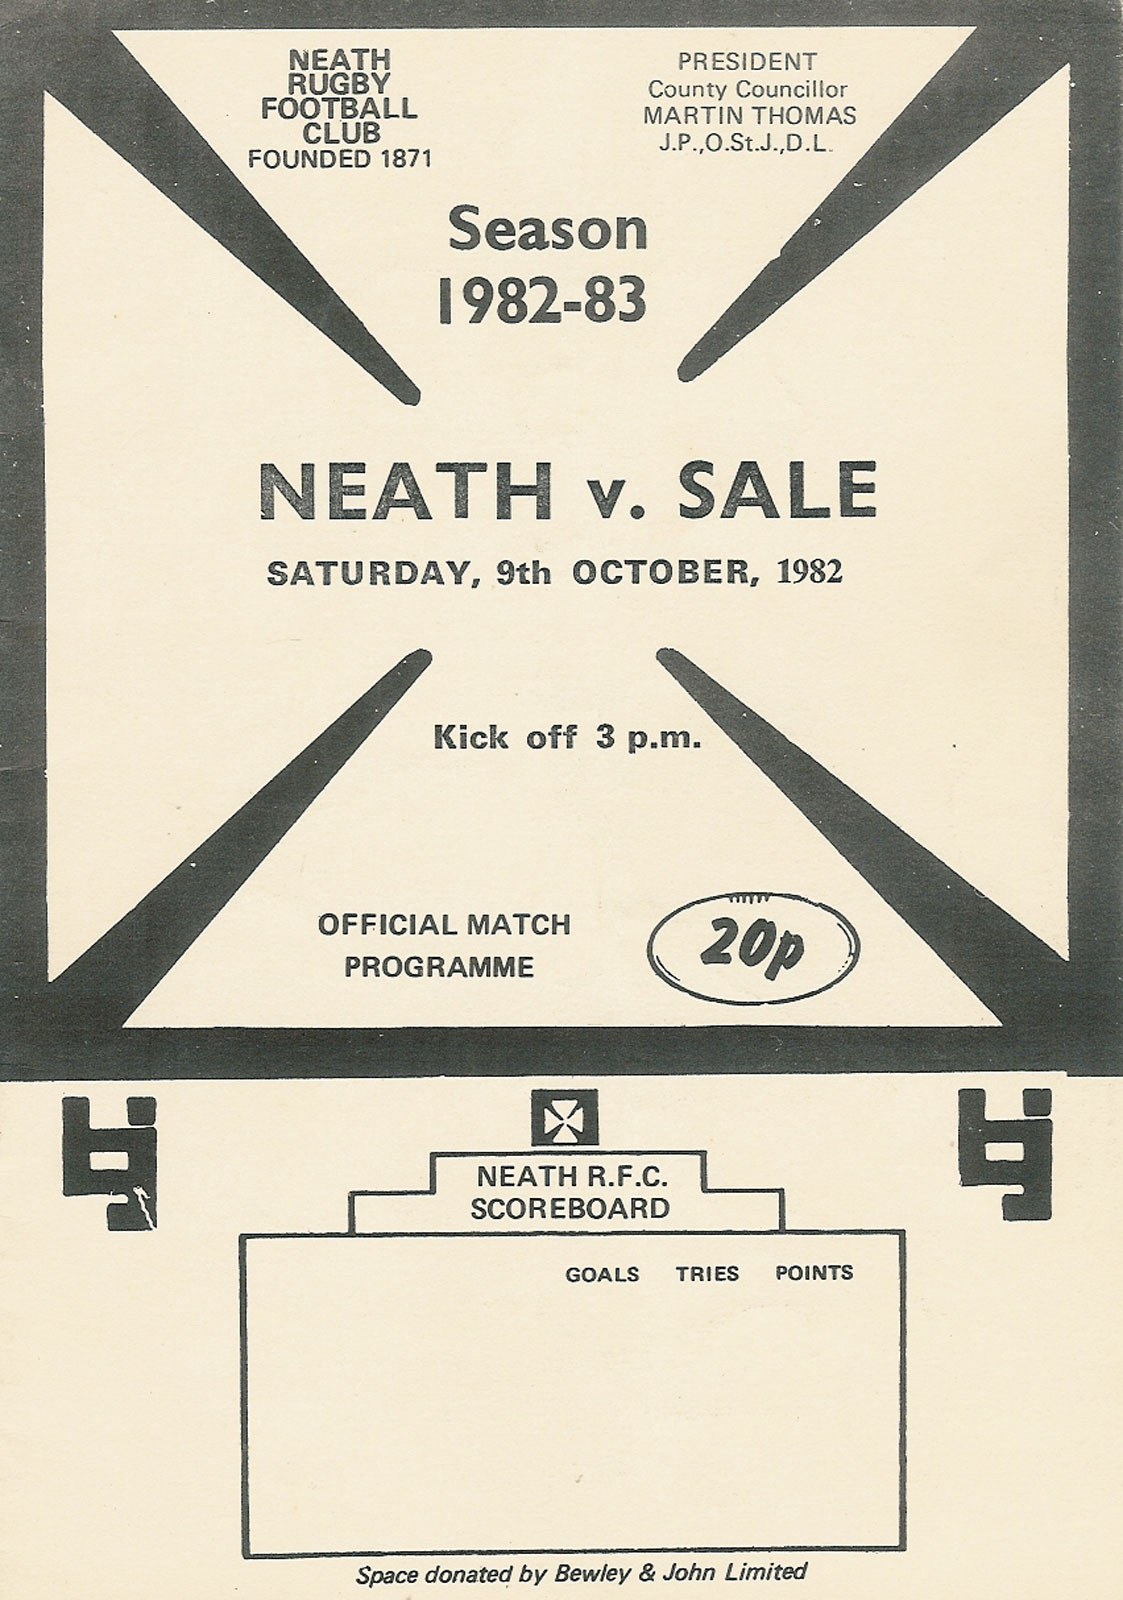 NEATH
RUGBY
FOOTBALL
CLUB
FOUNDED 1871
PRESIDENT
County Councillor
MARTIN THOMAS
J.P.,O.St.J.,D.L.
Season
1982-83
NEATH v. SALE
SATURDAY, 9th OCTOBER, 1982
Kick off 3 p.m.
OFFICIAL MATCH
PROGRAMME
20p
NEATH R.F.C.
SCOREBOARD
GOALS TRIES POINTS
Space donated by Bewley & John Limited